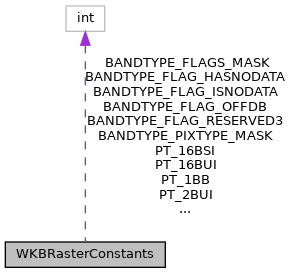 int
BANDTYPE_FLAGS_MASK
BANDTYPE_FLAG_HASNODATA
BANDTYPE_FLAG_ISNODATA
BANDTYPE_FLAG_OFFDB
BANDTYPE_FLAG_RESERVED3
BANDTYPE_PIXTYPE_MASK
PT_16BSI
PT_16BUI
PT_1BB
PT_2BUI
...
WKBRasterConstants